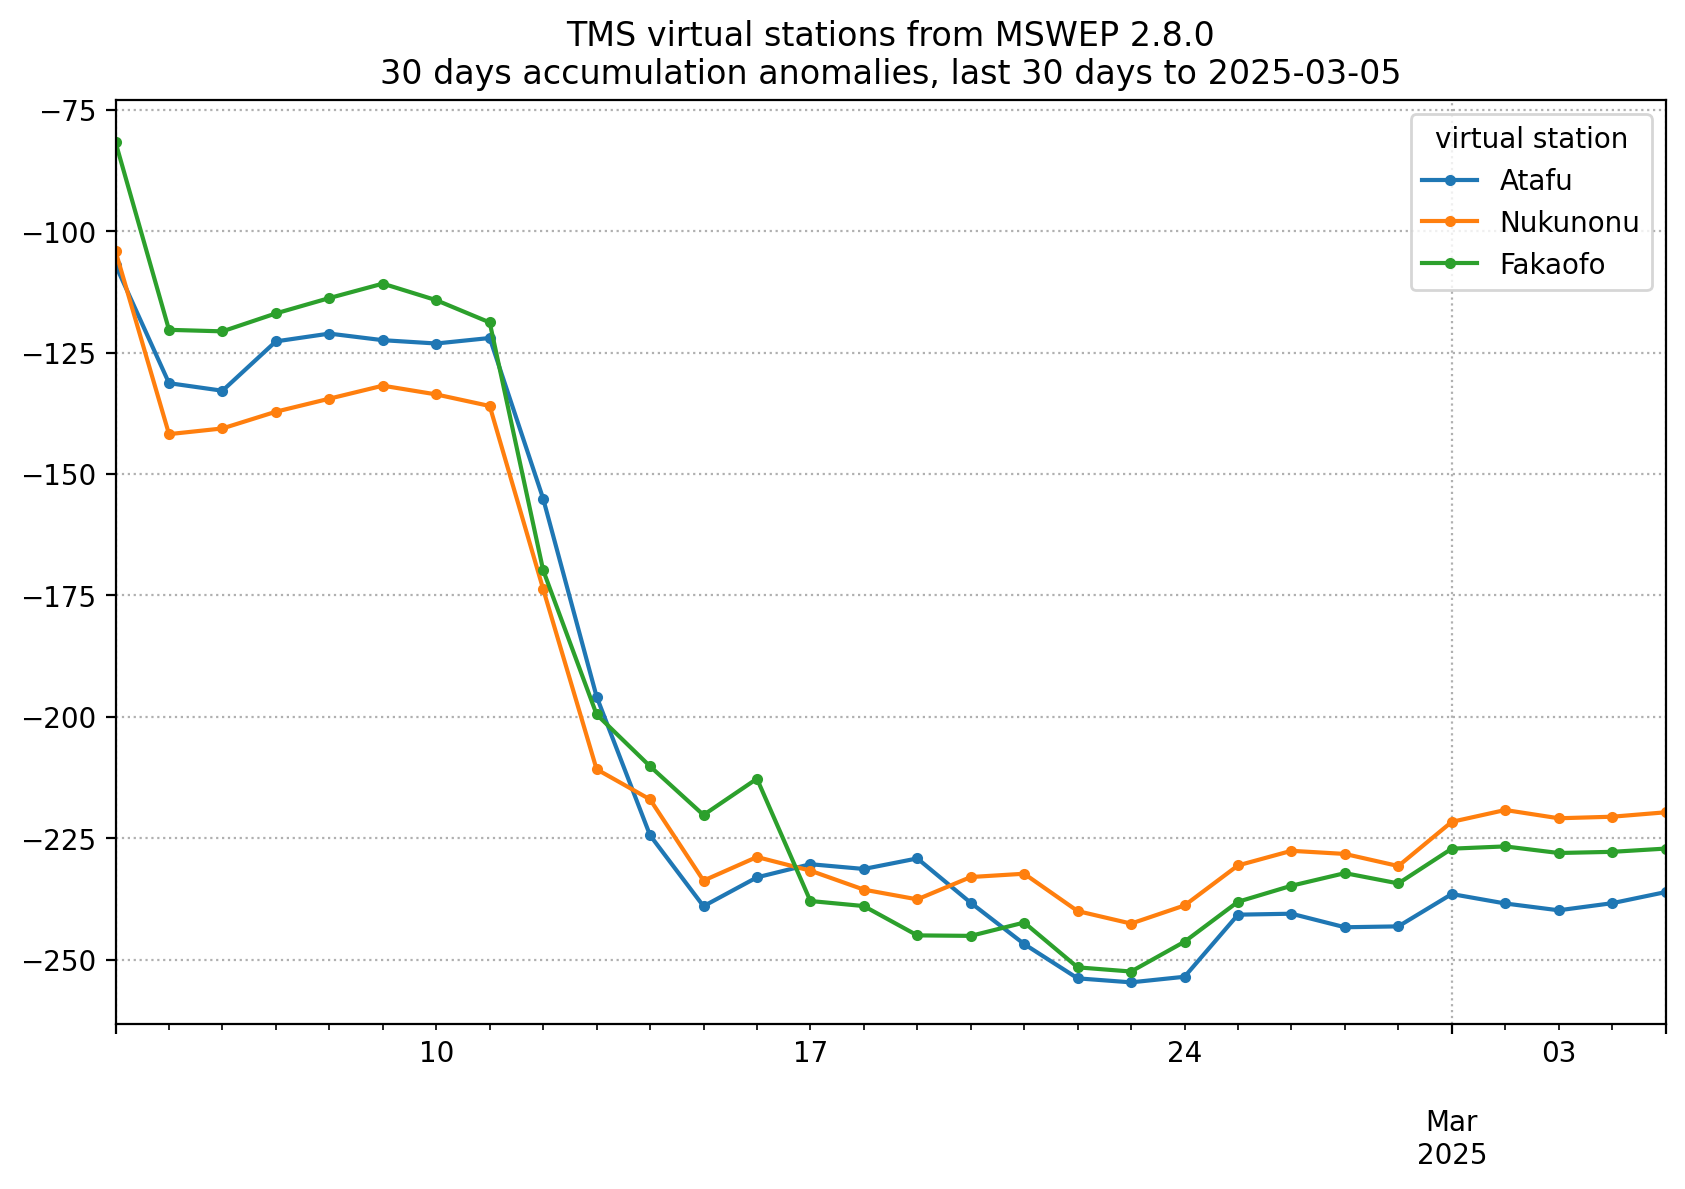 TMS virtual stations from MSWEP 2.8.0
30 days accumulation anomalies, last 30 days to 2025-03-05
virtual station
Atafu
Nukunonu
Fakaofo
−75
−100
−125
−150
−175
−200
−225
−250
10
17
24
03
Mar
2025